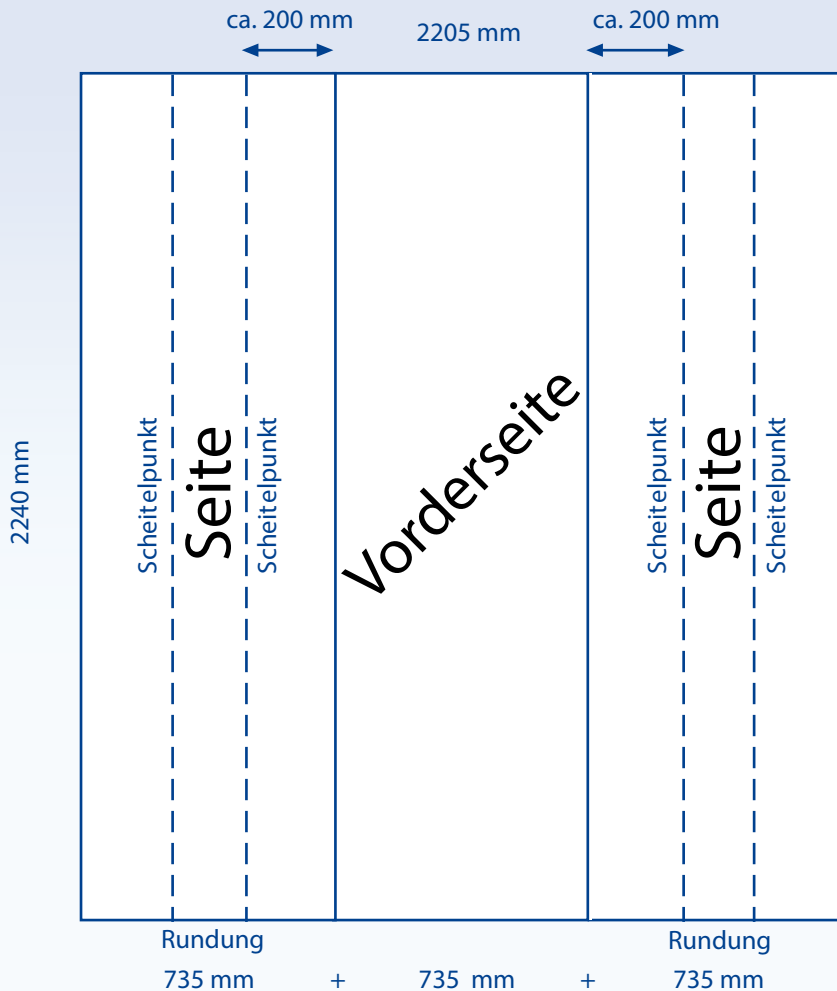 ca. 200 mm
2205 mm
ca. 200 mm
2240 mm
Scheitelpunkt
Seite
Scheitelpunkt
Vorderseite
Scheitelpunkt
Seite
Scheitelpunkt
Rundung
Rundung
735 mm + 735 mm + 735 mm